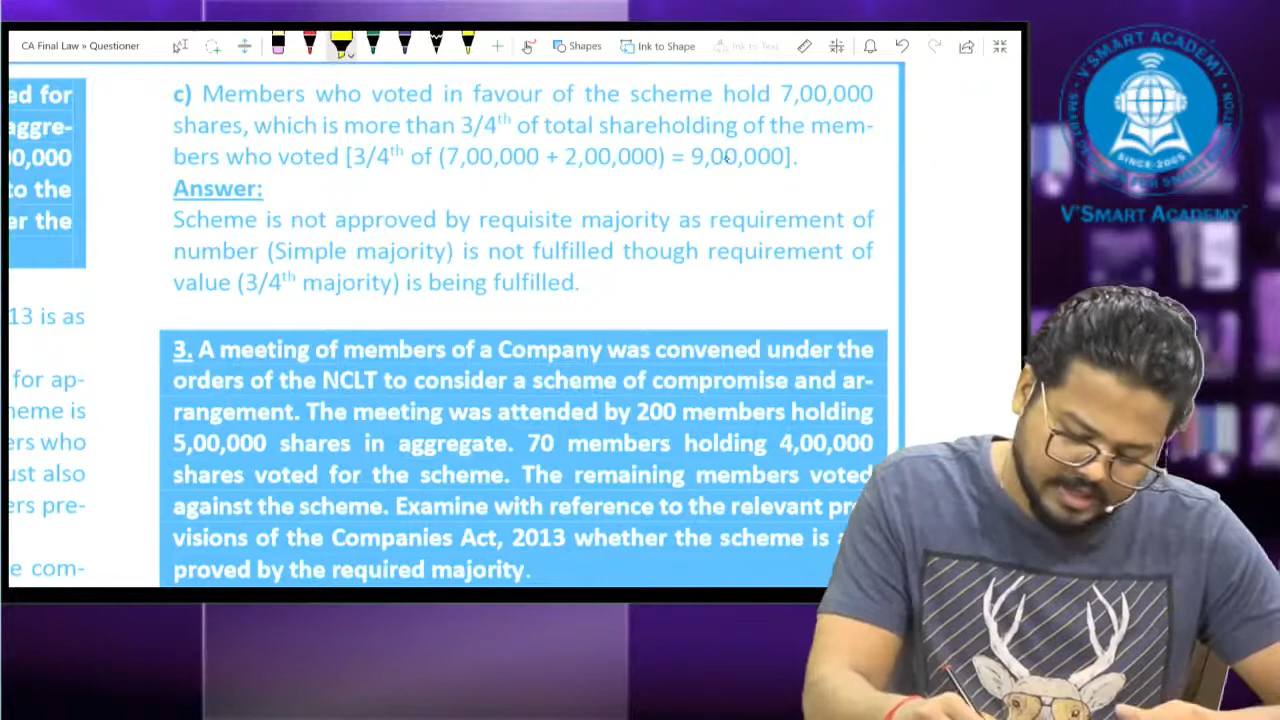 CA Final Law » Questioner
Shapes
Ink to Shape
Ink to Text
ed for
aggre-
to the
er the
13 is as
for ap-
heme is
ers who
ust also
ers pre-
e com-
c) Members who voted in favour of the scheme hold 7,00,000
shares, which is more than 3/4th of total shareholding of the mem-
bers who voted [3/4th of (7,00,000 + 2,00,000) = 9,00,000].
Answer:
Scheme is not approved by requisite majority as requirement of
number (Simple majority) is not fulfilled though requirement of
value (3/4th majority) is being fulfilled.
3. A meeting of members of a Company was convened under the
orders of the NCLT to consider a scheme of compromise and ar-
rangement. The meeting was attended by 200 members holding
5,00,000 shares in aggregate. 70 members holding 4,00,000
shares voted for the scheme. The remaining members voted
against the scheme. Examine with reference to the relevant pr
visions of the Companies Act, 2013 whether the scheme is
proved by the required majority.
V'SMART ACADEMY
SINCE-2005
V'SMART ACADEMY